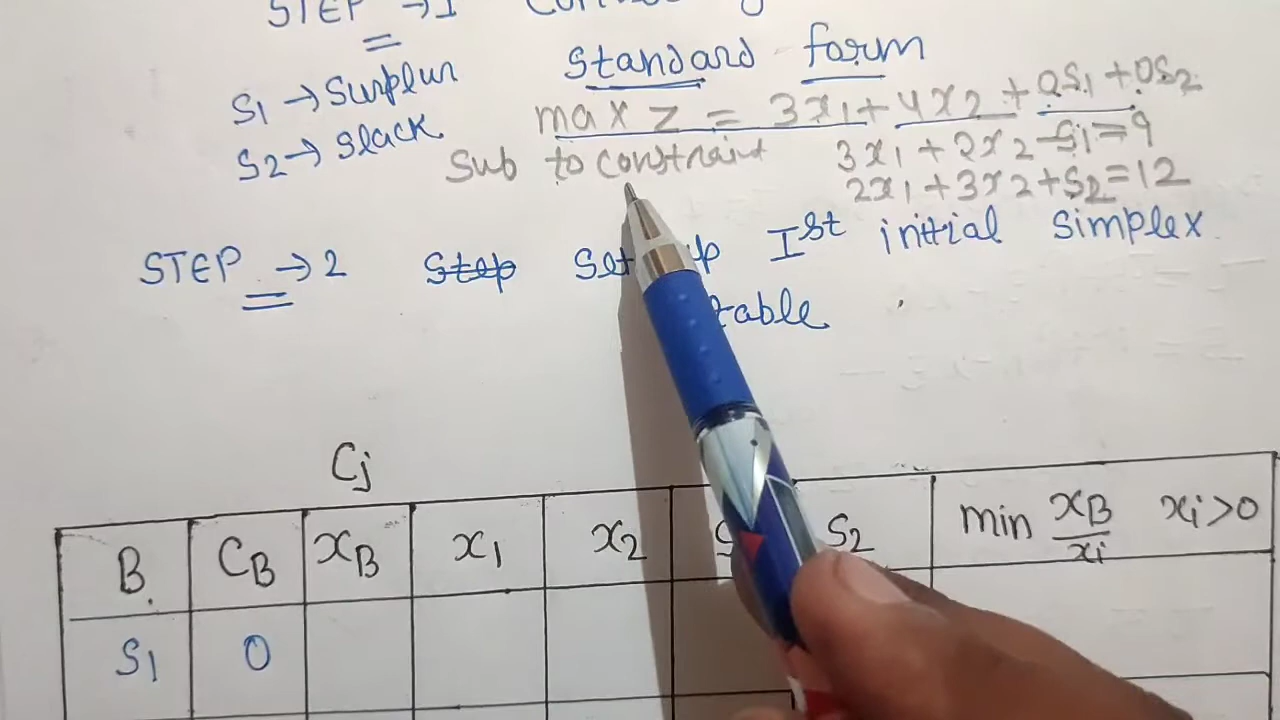 STEP → I
Standard form
S1 → Surplus
max Z = 3x1 + 4x2 + 0S1 + 0S2
S2 → Slack
Sub to constraint 3x1 + 2x2 - S1 = 9
2x1 + 3x2 + S2 = 12
STEP → 2 Step Set up Ist initial simplex
table
Cj
B CB xB x1 x2 S2 min xB/xi xi>0
S1 0